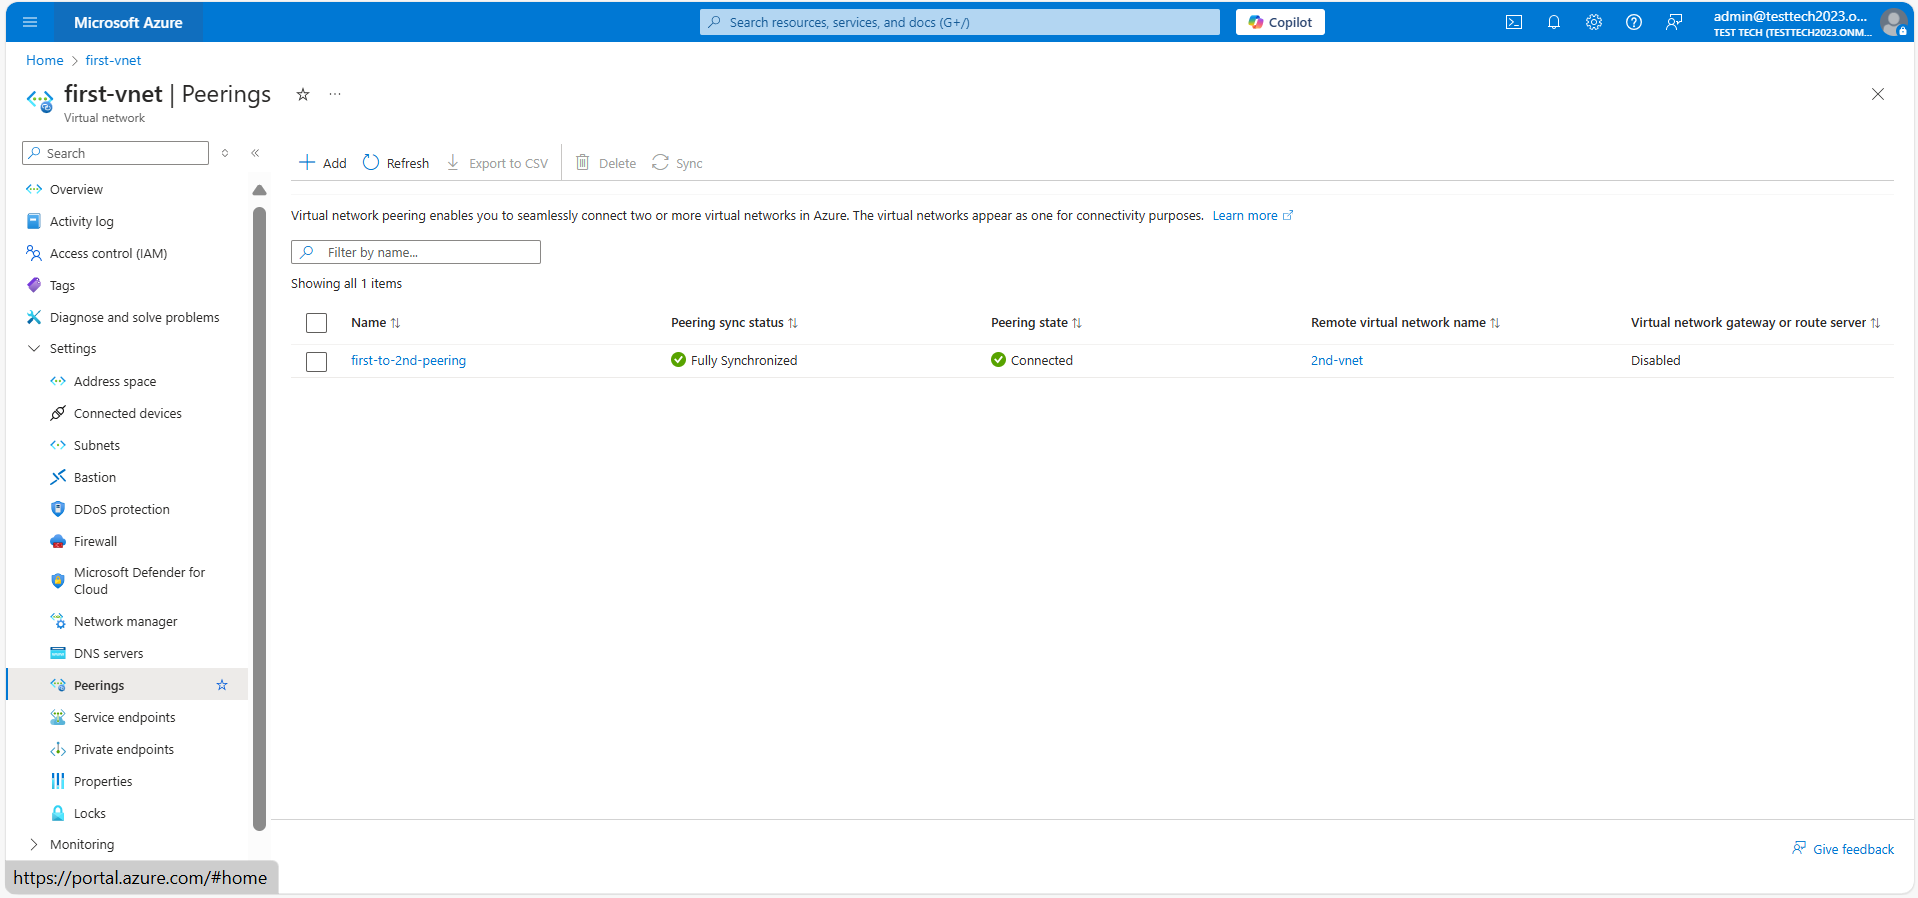 Microsoft Azure
Search resources, services, and docs (G+/)
Copilot
admin@testtech2023.o...
TEST TECH (TESTTECH2023.ONM...
Home > first-vnet
first-vnet | Peerings
...
Virtual network
Search
Add
Refresh
Export to CSV
Delete
Sync
Overview
Activity log
Access control (IAM)
Tags
Diagnose and solve problems
Settings
Address space
Connected devices
Subnets
Bastion
DDoS protection
Firewall
Microsoft Defender for
Cloud
Network manager
DNS servers
Peerings
Service endpoints
Private endpoints
Properties
Locks
Monitoring
Virtual network peering enables you to seamlessly connect two or more virtual networks in Azure. The virtual networks appear as one for connectivity purposes. Learn more
Filter by name...
Showing all 1 items
Name Peering sync status Peering state Remote virtual network name Virtual network gateway or route server
first-to-2nd-peering Fully Synchronized Connected 2nd-vnet Disabled
Give feedback
https://portal.azure.com/#home